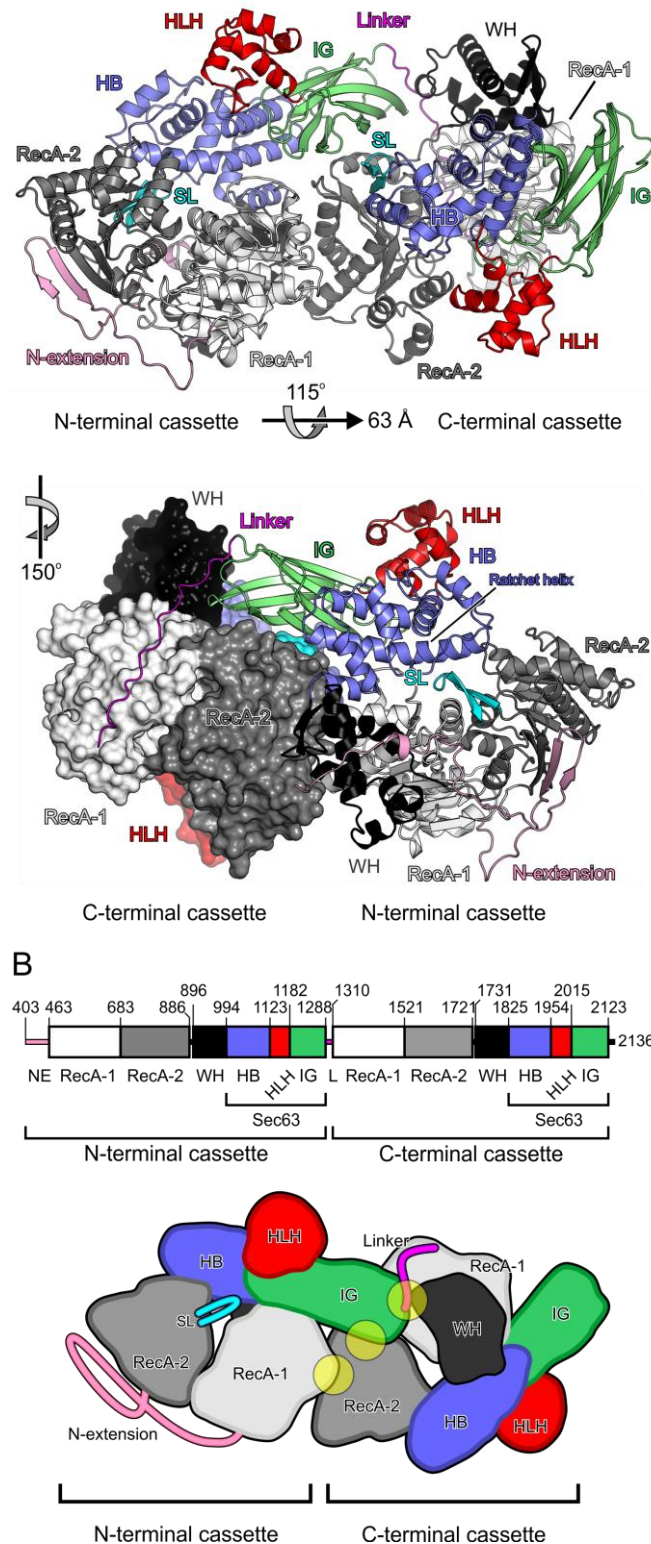 HLH
Linker
WH
IG
RecA-1
HB
RecA-2
SL
SL
IG
HB
N-extension
RecA-1
RecA-2
HLH
N-terminal cassette
115°
63 Å
C-terminal cassette
150°
WH
Linker
IG
HLH
HB
Ratchet helix
RecA-2
SL
RecA-2
RecA-1
HLH
WH
RecA-1
N-extension
C-terminal cassette
N-terminal cassette
B
896 1182 1310 1731 2015
403 463 683 886 994 1123 1288 1521 1721 1825 1954 2123
2136
NE RecA-1 RecA-2 WH HB HLH IG L RecA-1 RecA-2 WH HB HLH IG
Sec63 Sec63
N-terminal cassette C-terminal cassette
HLH
Linker
HB
RecA-1
IG
SL
WH
IG
RecA-2
RecA-1
RecA-2
HB
HLH
N-extension
N-terminal cassette C-terminal cassette